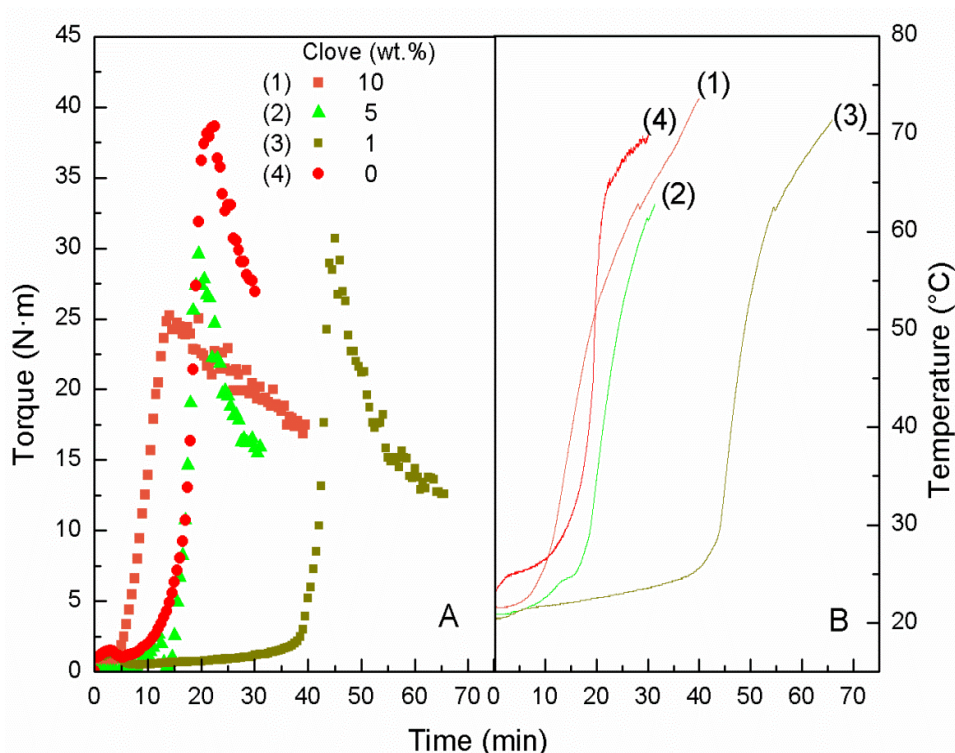 45
40
35
30
25
20
15
10
5
0
Torque (N·m)
Clove (wt.%)
(1) 10
(2) 5
(3) 1
(4) 0
A
0 10 20 30 40 50 60 70
(1)
(3)
(4)
(2)
B
0 10 20 30 40 50 60 70
80
70
60
50
40
30
20
Temperature (°C)
Time (min)
Time (min)